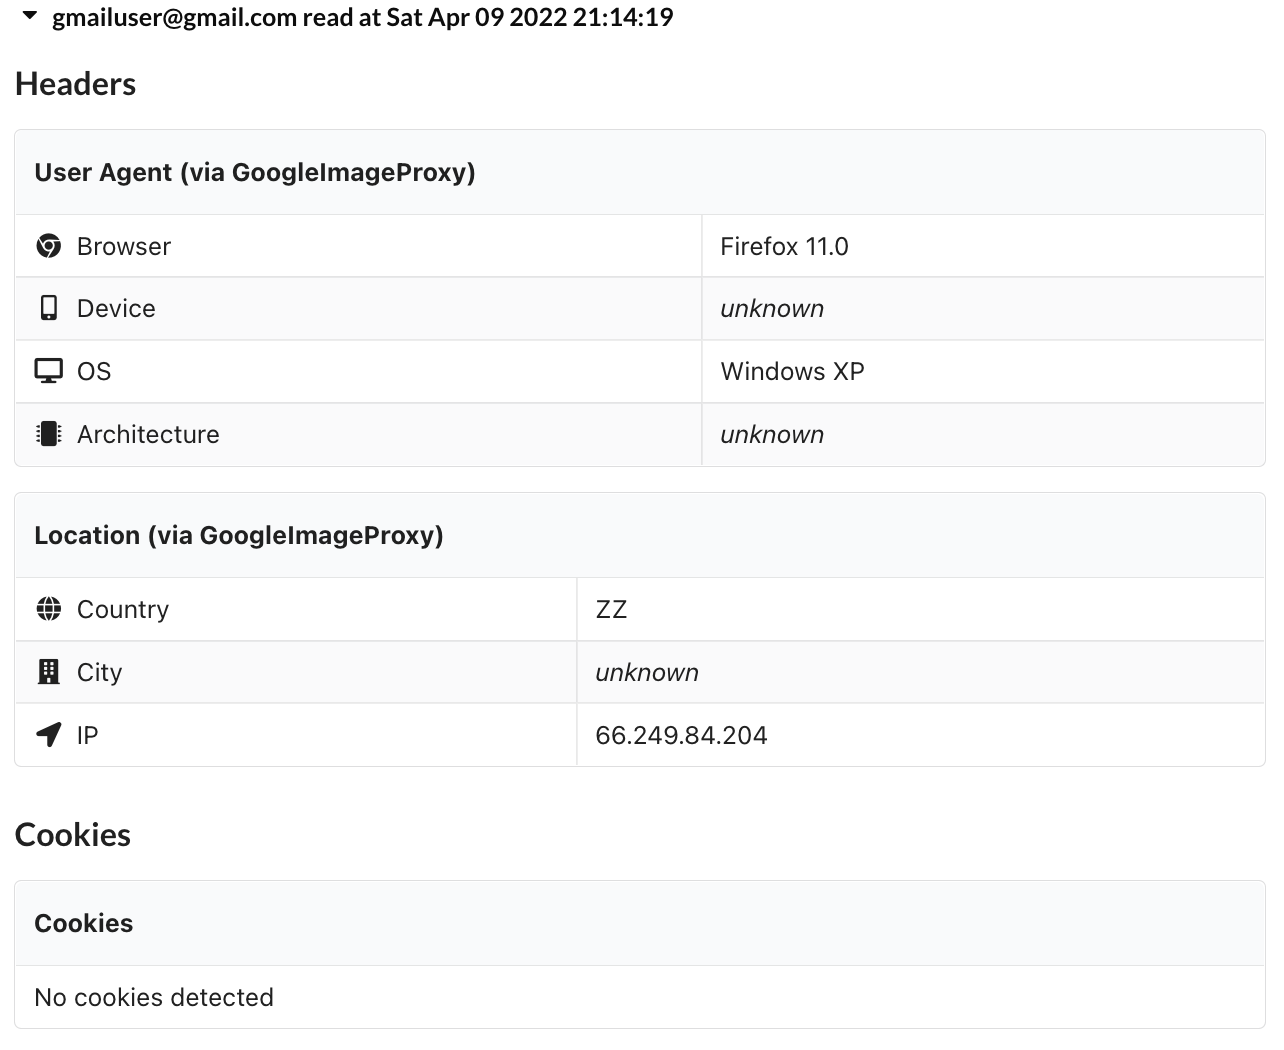 gmailuser@gmail.com read at Sat Apr 09 2022 21:14:19
Headers
User Agent (via GoogleImageProxy)
Browser Firefox 11.0
Device unknown
OS Windows XP
Architecture unknown
Location (via GoogleImageProxy)
Country ZZ
City unknown
IP 66.249.84.204
Cookies
Cookies
No cookies detected